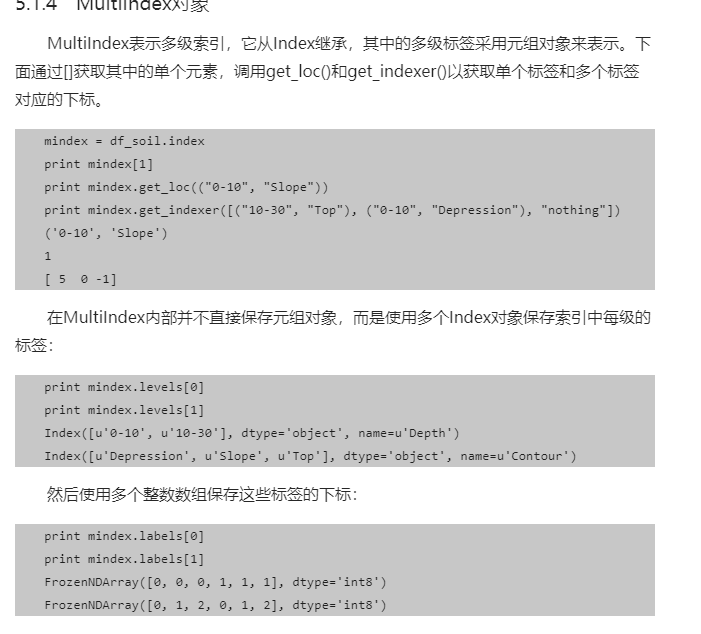 5.1.4 MultiIndex对象
MultiIndex表示多级索引，它从Index继承，其中的多级标签采用元组对象来表示。下
面通过[]获取其中的单个元素，调用get_loc()和get_indexer()以获取单个标签和多个标签
对应的下标。
mindex = df_soil.index
print mindex[1]
print mindex.get_loc(("0-10", "Slope"))
print mindex.get_indexer([("10-30", "Top"), ("0-10", "Depression"), "nothing"])
('0-10', 'Slope')
1
[ 5  0 -1]
在MultiIndex内部并不直接保存元组对象，而是使用多个Index对象保存索引中每级的
标签：
print mindex.levels[0]
print mindex.levels[1]
Index([u'0-10', u'10-30'], dtype='object', name=u'Depth')
Index([u'Depression', u'Slope', u'Top'], dtype='object', name=u'Contour')
然后使用多个整数数组保存这些标签的下标：
print mindex.labels[0]
print mindex.labels[1]
FrozenNDArray([0, 0, 0, 1, 1, 1], dtype='int8')
FrozenNDArray([0, 1, 2, 0, 1, 2], dtype='int8')